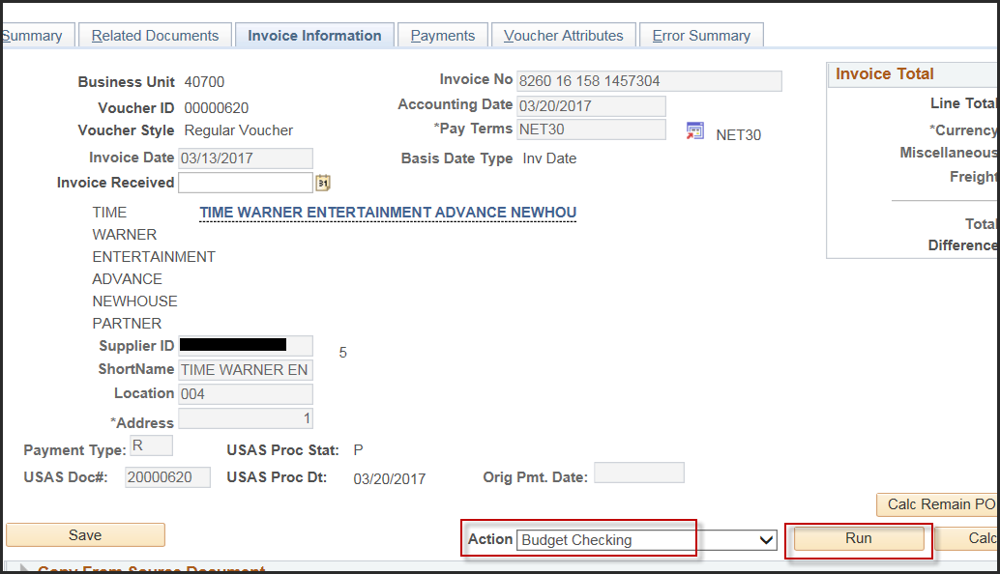 Summary Related Documents Invoice Information Payments Voucher Attributes Error Summary
Business Unit 40700
Voucher ID 00000620
Voucher Style Regular Voucher
Invoice Date 03/13/2017
Invoice Received 31
Invoice No 8260 16 158 1457304
Accounting Date 03/20/2017
*Pay Terms NET30 NET30
Basis Date Type Inv Date
Invoice Total
Line Total
*Currency
Miscellaneous
Freight
Total
Difference
TIME
WARNER
ENTERTAINMENT
ADVANCE
NEWHOUSE
PARTNER
TIME WARNER ENTERTAINMENT ADVANCE NEWHOU
Supplier ID 5
ShortName TIME WARNER EN
Location 004
*Address 1
Payment Type: R USAS Proc Stat: P
USAS Doc#: 20000620 USAS Proc Dt: 03/20/2017 Orig Pmt. Date:
Calc Remain PO
Save Action Budget Checking Run Calc
Copy From Source Document